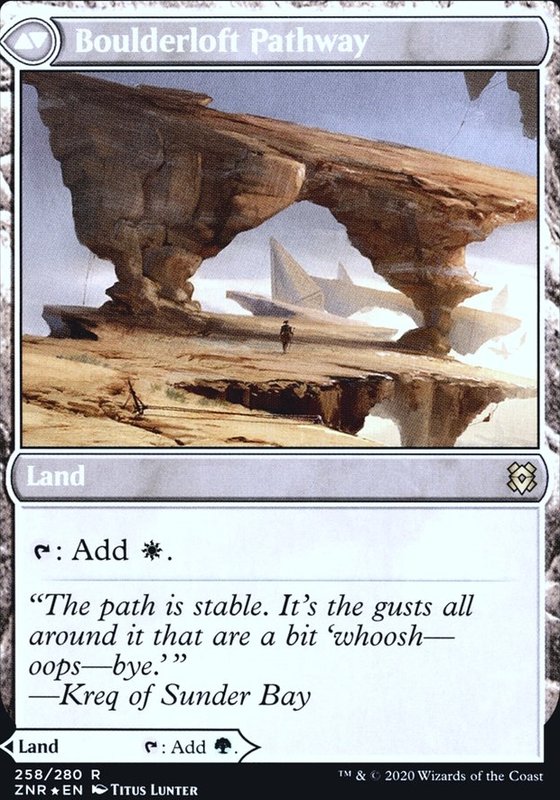 Boulderloft Pathway
Land
: Add .
“The path is stable. It’s the gusts all
around it that are a bit ‘whoosh—
oops—bye.’”
—Kreq of Sunder Bay
Land : Add .
258/280 R
ZNR ★ EN Titus Lunter
™ & © 2020 Wizards of the Coast